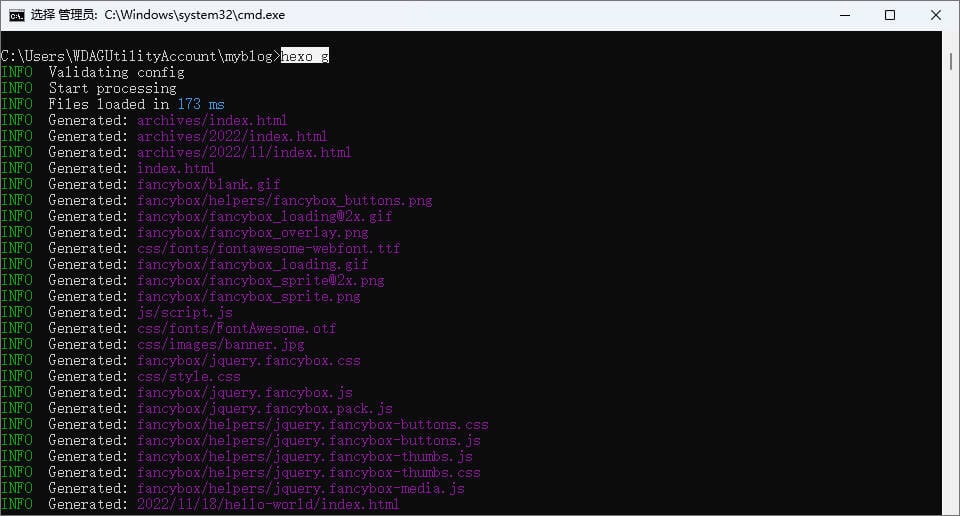 选择 管理员: C:\Windows\system32\cmd.exe
C:\Users\WDAGUtilityAccount\myblog>hexo g
INFO  Validating config
INFO  Start processing
INFO  Files loaded in 173 ms
INFO  Generated: archives/index.html
INFO  Generated: archives/2022/index.html
INFO  Generated: archives/2022/11/index.html
INFO  Generated: index.html
INFO  Generated: fancybox/blank.gif
INFO  Generated: fancybox/helpers/fancybox_buttons.png
INFO  Generated: fancybox/fancybox_loading@2x.gif
INFO  Generated: fancybox/fancybox_overlay.png
INFO  Generated: css/fonts/fontawesome-webfont.ttf
INFO  Generated: fancybox/fancybox_loading.gif
INFO  Generated: fancybox/fancybox_sprite@2x.png
INFO  Generated: fancybox/fancybox_sprite.png
INFO  Generated: js/script.js
INFO  Generated: css/fonts/FontAwesome.otf
INFO  Generated: css/images/banner.jpg
INFO  Generated: fancybox/jquery.fancybox.css
INFO  Generated: css/style.css
INFO  Generated: fancybox/jquery.fancybox.js
INFO  Generated: fancybox/jquery.fancybox.pack.js
INFO  Generated: fancybox/helpers/jquery.fancybox-buttons.css
INFO  Generated: fancybox/helpers/jquery.fancybox-buttons.js
INFO  Generated: fancybox/helpers/jquery.fancybox-thumbs.js
INFO  Generated: fancybox/helpers/jquery.fancybox-thumbs.css
INFO  Generated: fancybox/helpers/jquery.fancybox-media.js
INFO  Generated: 2022/11/18/hello-world/index.html